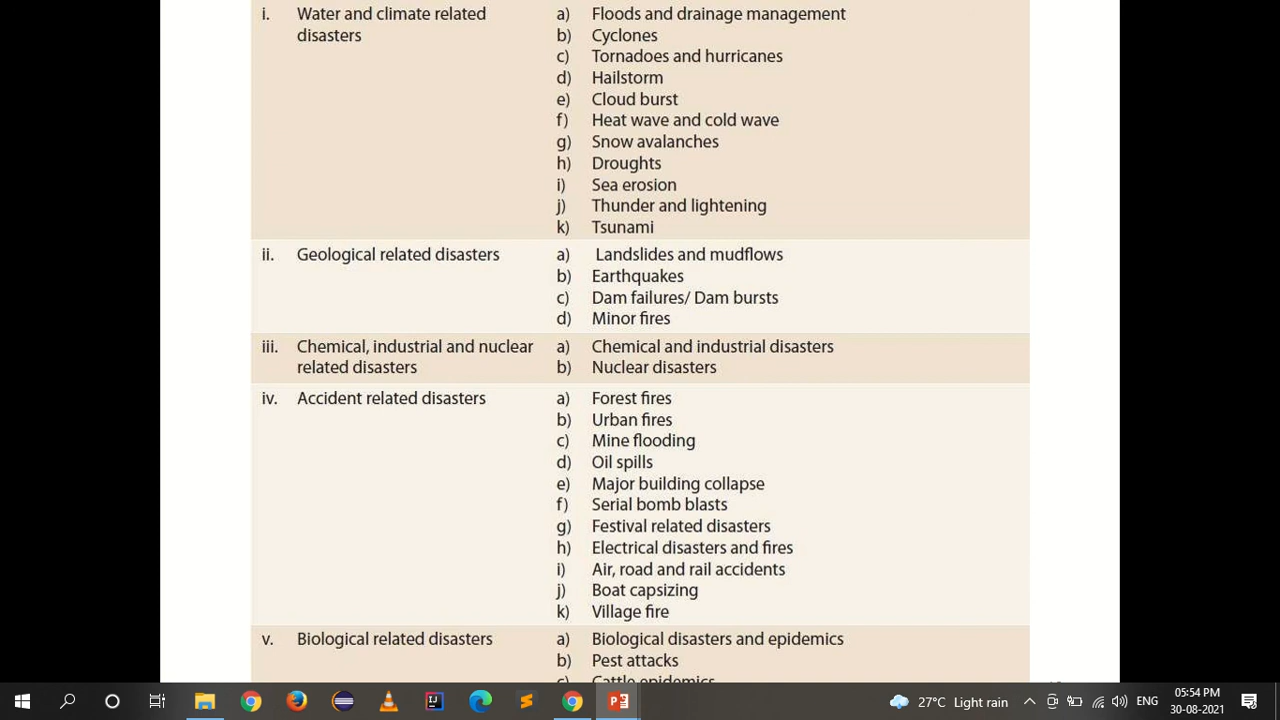 i. Water and climate related disasters a) Floods and drainage management
b) Cyclones
c) Tornadoes and hurricanes
d) Hailstorm
e) Cloud burst
f) Heat wave and cold wave
g) Snow avalanches
h) Droughts
i) Sea erosion
j) Thunder and lightening
k) Tsunami
ii. Geological related disasters a) Landslides and mudflows
b) Earthquakes
c) Dam failures/ Dam bursts
d) Minor fires
iii. Chemical, industrial and nuclear related disasters a) Chemical and industrial disasters
b) Nuclear disasters
iv. Accident related disasters a) Forest fires
b) Urban fires
c) Mine flooding
d) Oil spills
e) Major building collapse
f) Serial bomb blasts
g) Festival related disasters
h) Electrical disasters and fires
i) Air, road and rail accidents
j) Boat capsizing
k) Village fire
v. Biological related disasters a) Biological disasters and epidemics
b) Pest attacks
c) Cattle epidemics
27°C Light rain ENG 05:54 PM
30-08-2021